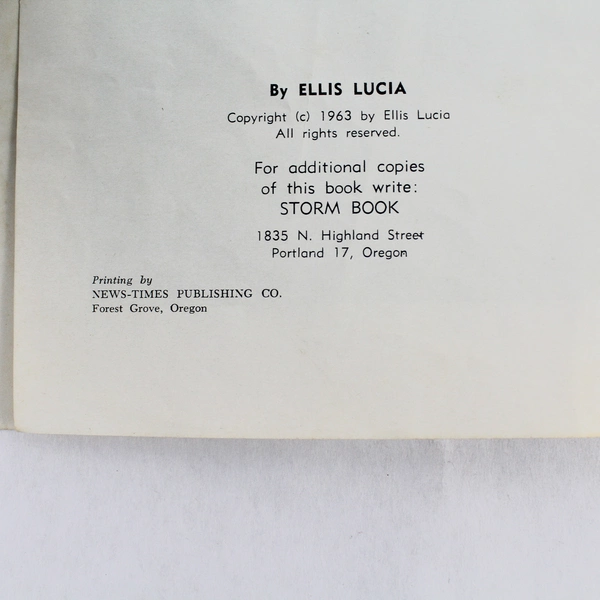 By ELLIS LUCIA
Copyright (c) 1963 by Ellis Lucia
All rights reserved.
For additional copies
of this book write:
STORM BOOK
1835 N. Highland Street
Portland 17, Oregon
Printing by
NEWS-TIMES PUBLISHING CO.
Forest Grove, Oregon